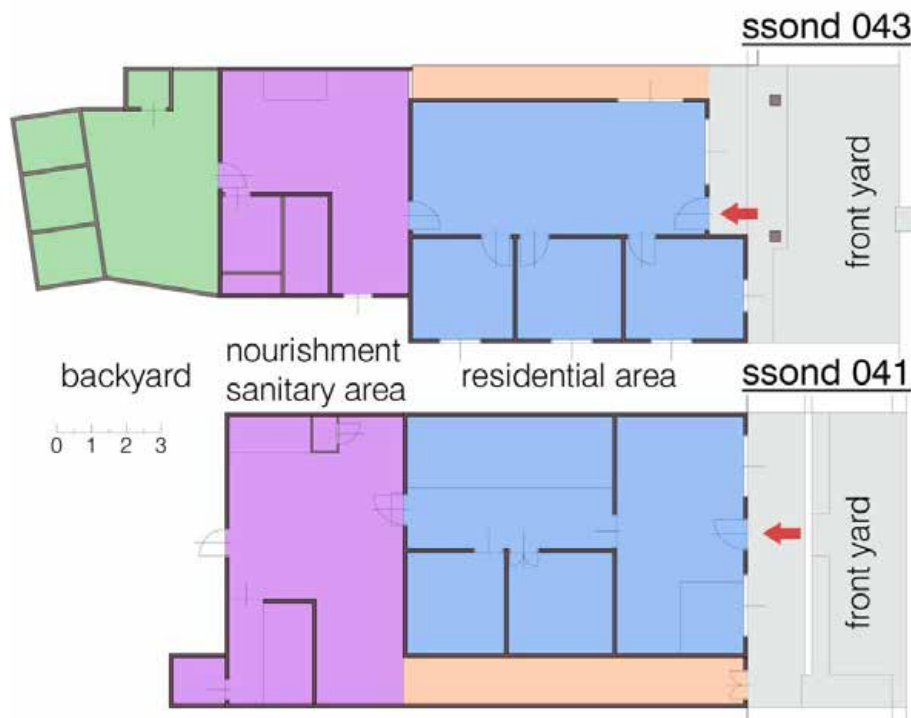 ssond 043
front yard
nourishment
sanitary area
backyard
residential area
ssond 041
0 1 2 3
front yard